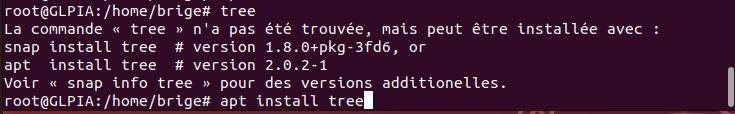 root@GLPIA:/home/brige# tree
La commande « tree » n'a pas été trouvée, mais peut être installée avec :
snap install tree  # version 1.8.0+pkg-3fd6, or
apt  install tree  # version 2.0.2-1
Voir « snap info tree » pour des versions additionelles.
root@GLPIA:/home/brige# apt install tree